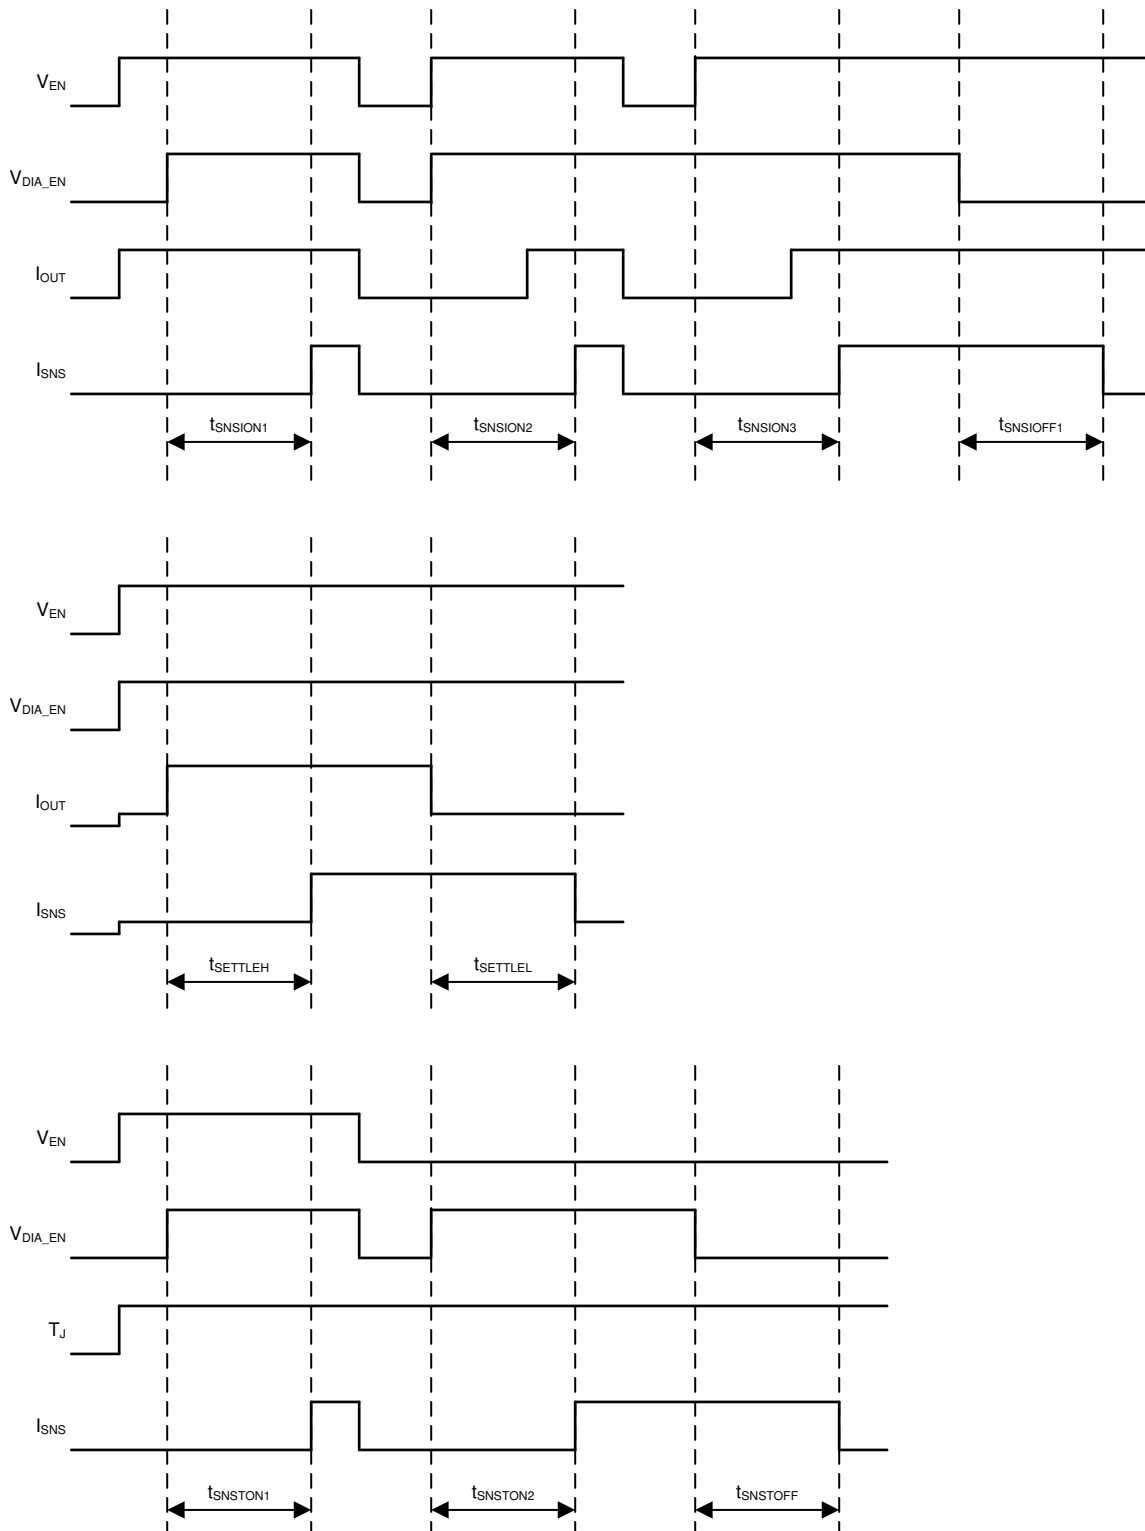 VEN
VDIA_EN
IOUT
ISNS
tSNSION1 tSNSION2 tSNSION3 tSNSIOFF1
VEN
VDIA_EN
IOUT
ISNS
tSETTLEH tSETTLEL
VEN
VDIA_EN
TJ
ISNS
tSNSTON1 tSNSTON2 tSNSTOFF